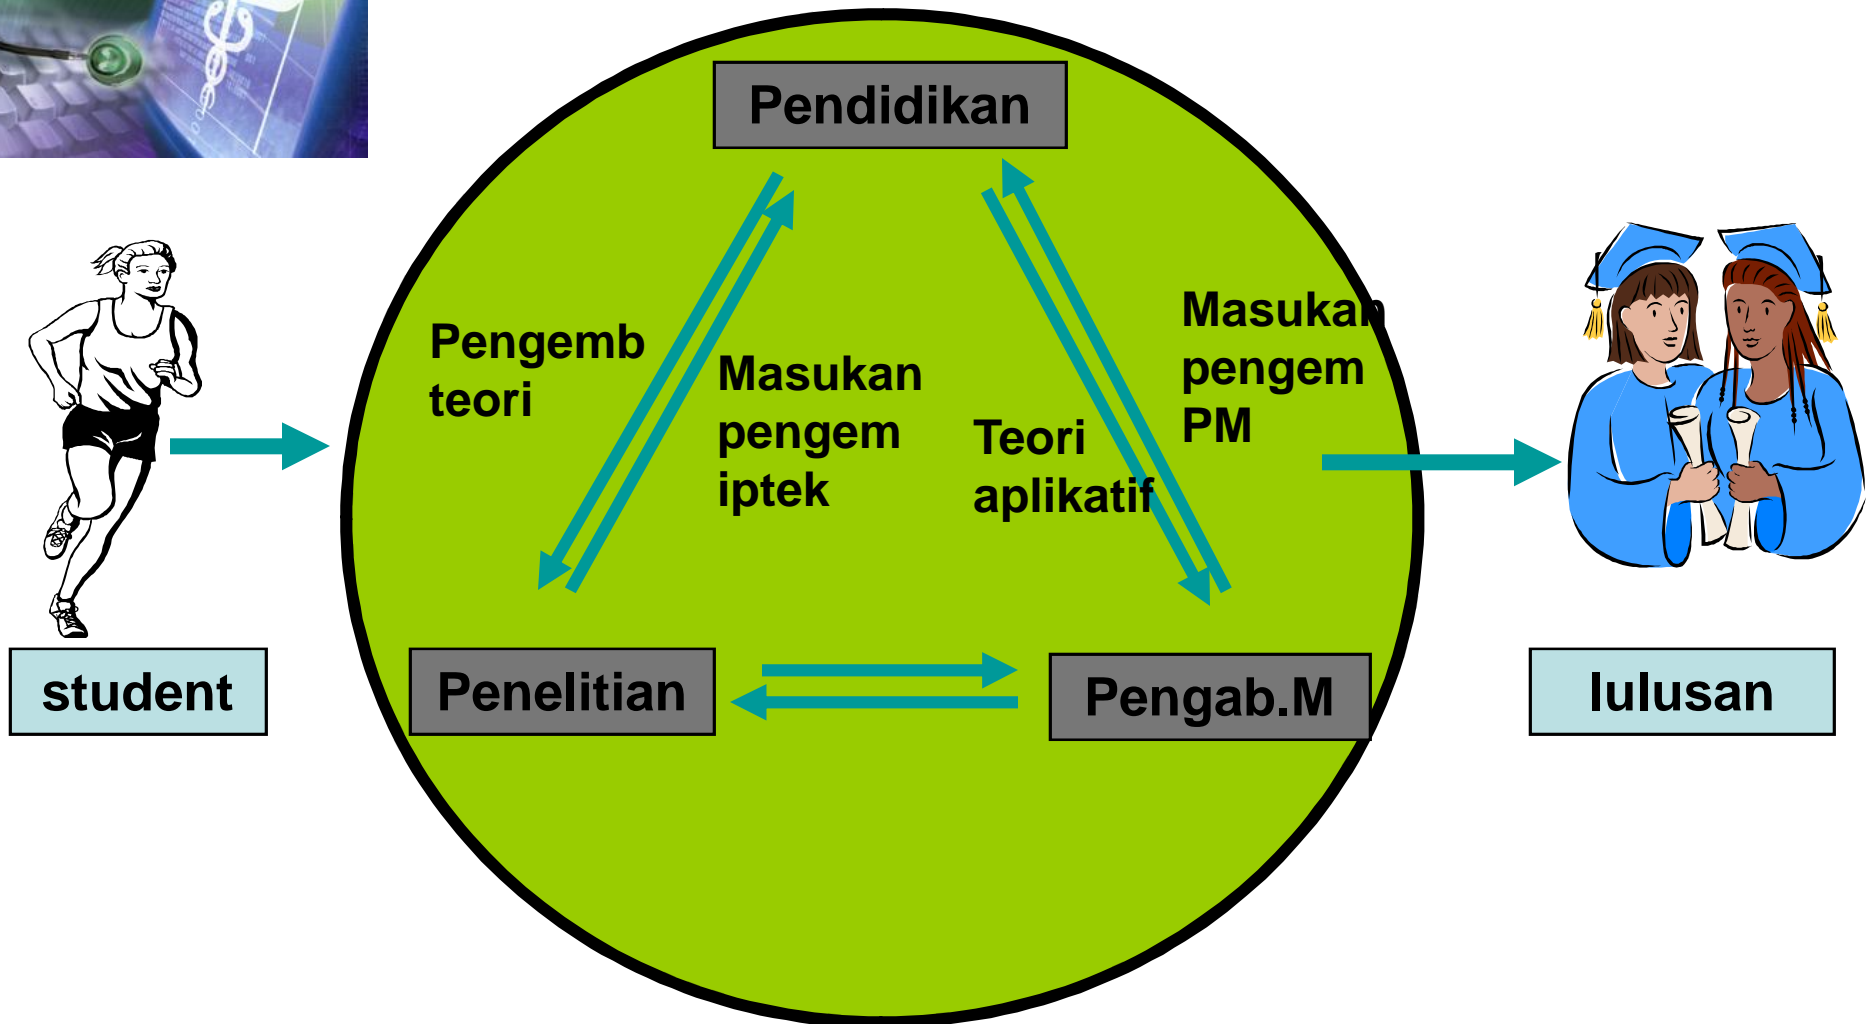 Pendidikan
Pengemb
teori
Masukan
pengem
iptek
Teori
aplikatif
Masukan
pengem
PM
student
Penelitian
Pengab.M
lulusan